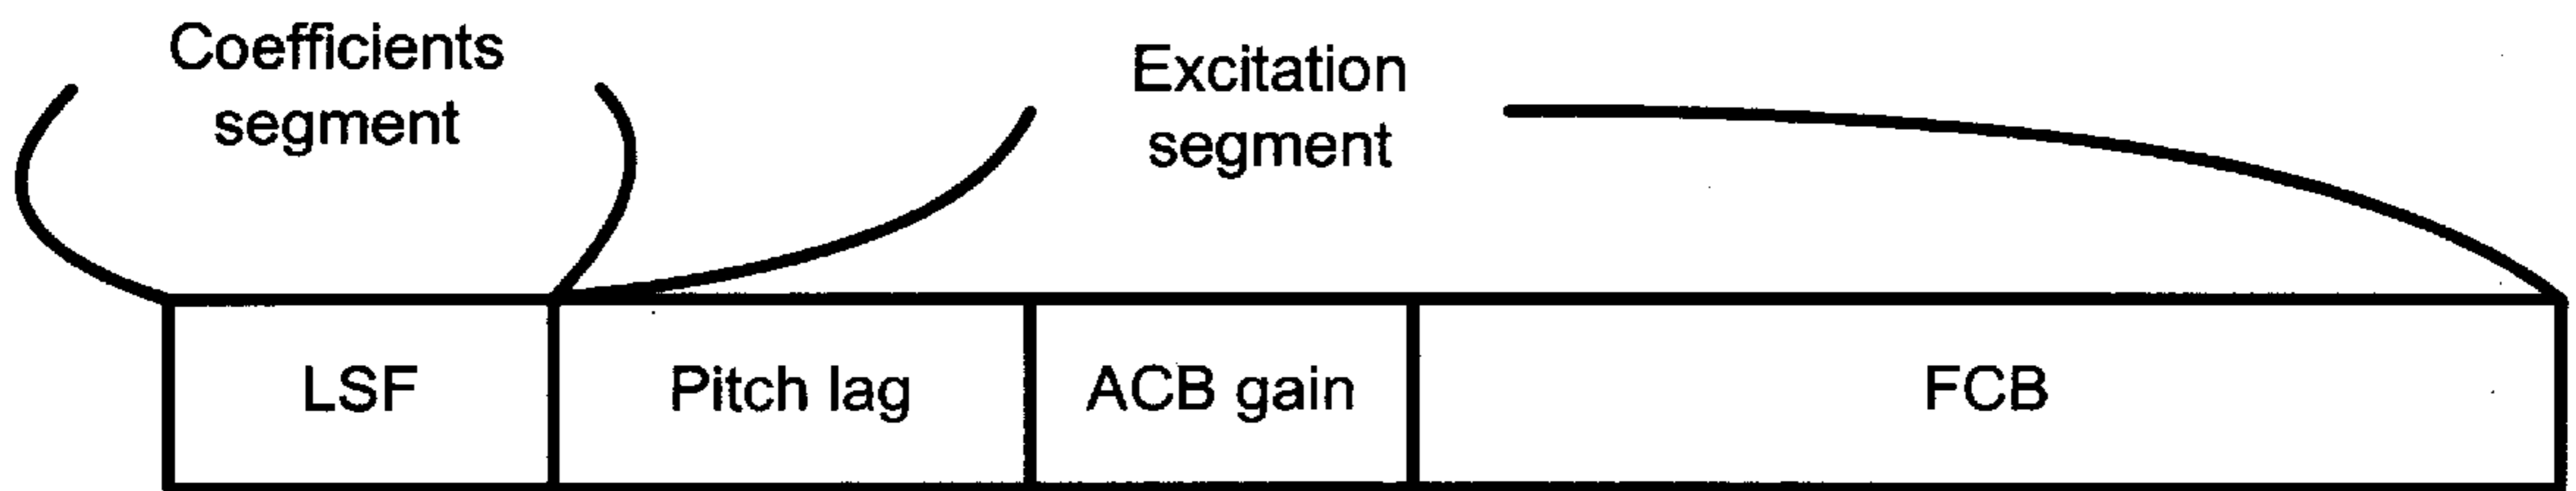 Coefficients
segment
Excitation
segment
LSF
Pitch lag
ACB gain
FCB